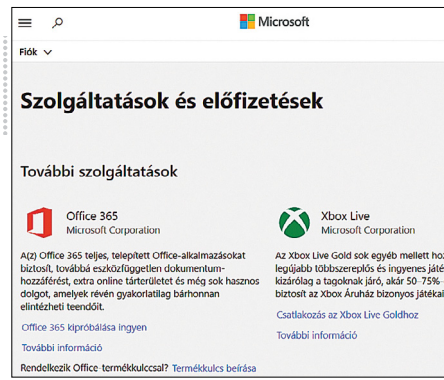 Microsoft
Fiók
Szolgáltatások és előfizetések
További szolgáltatások
Office 365
Microsoft Corporation
A(z) Office 365 teljes, telepített Office-alkalmazásokat
biztosít, továbbá eszközfüggetlen dokumentum-
hozzáférést, extra online tárterületet és még sok hasznos
dolgot, amelyek révén gyakorlatilag bárhonnan
elintézheti teendőit.
Office 365 kipróbálása ingyen
További információ
Rendelkezik Office-termékkulccsal? Termékkulcs beírása
Xbox Live
Microsoft Corporation
Az Xbox Live Gold sok egyéb mellett
legújabb többszereplős és ingyenes
kizárólag a tagoknak járó, akár 50-75%-
biztosít az Xbox Áruház bizonyos játékai
Csatlakozás az Xbox Live Goldhoz
További információ